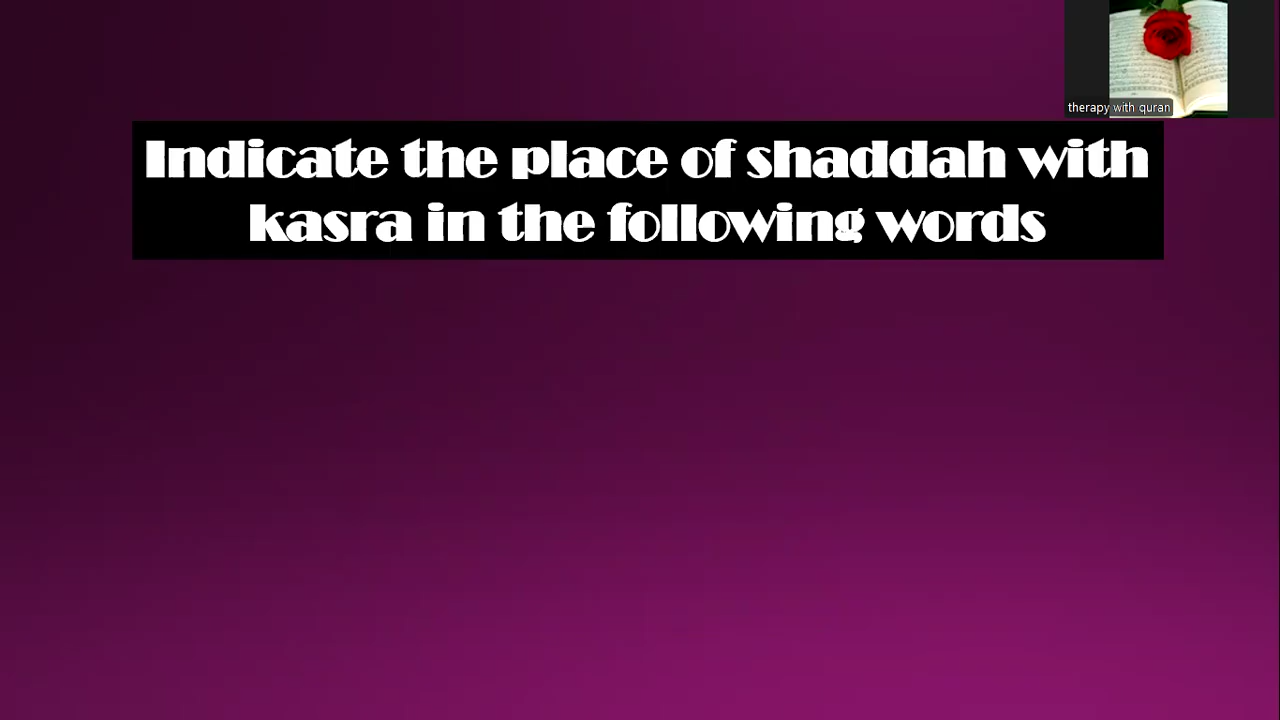 therapy with quran
Indicate the place of shaddah with
kasra in the following words